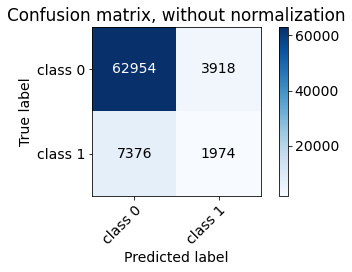 Confusion matrix, without normalization
True label
class 0
class 1
62954 3918
7376 1974
class 0 class 1
Predicted label
60000
40000
20000